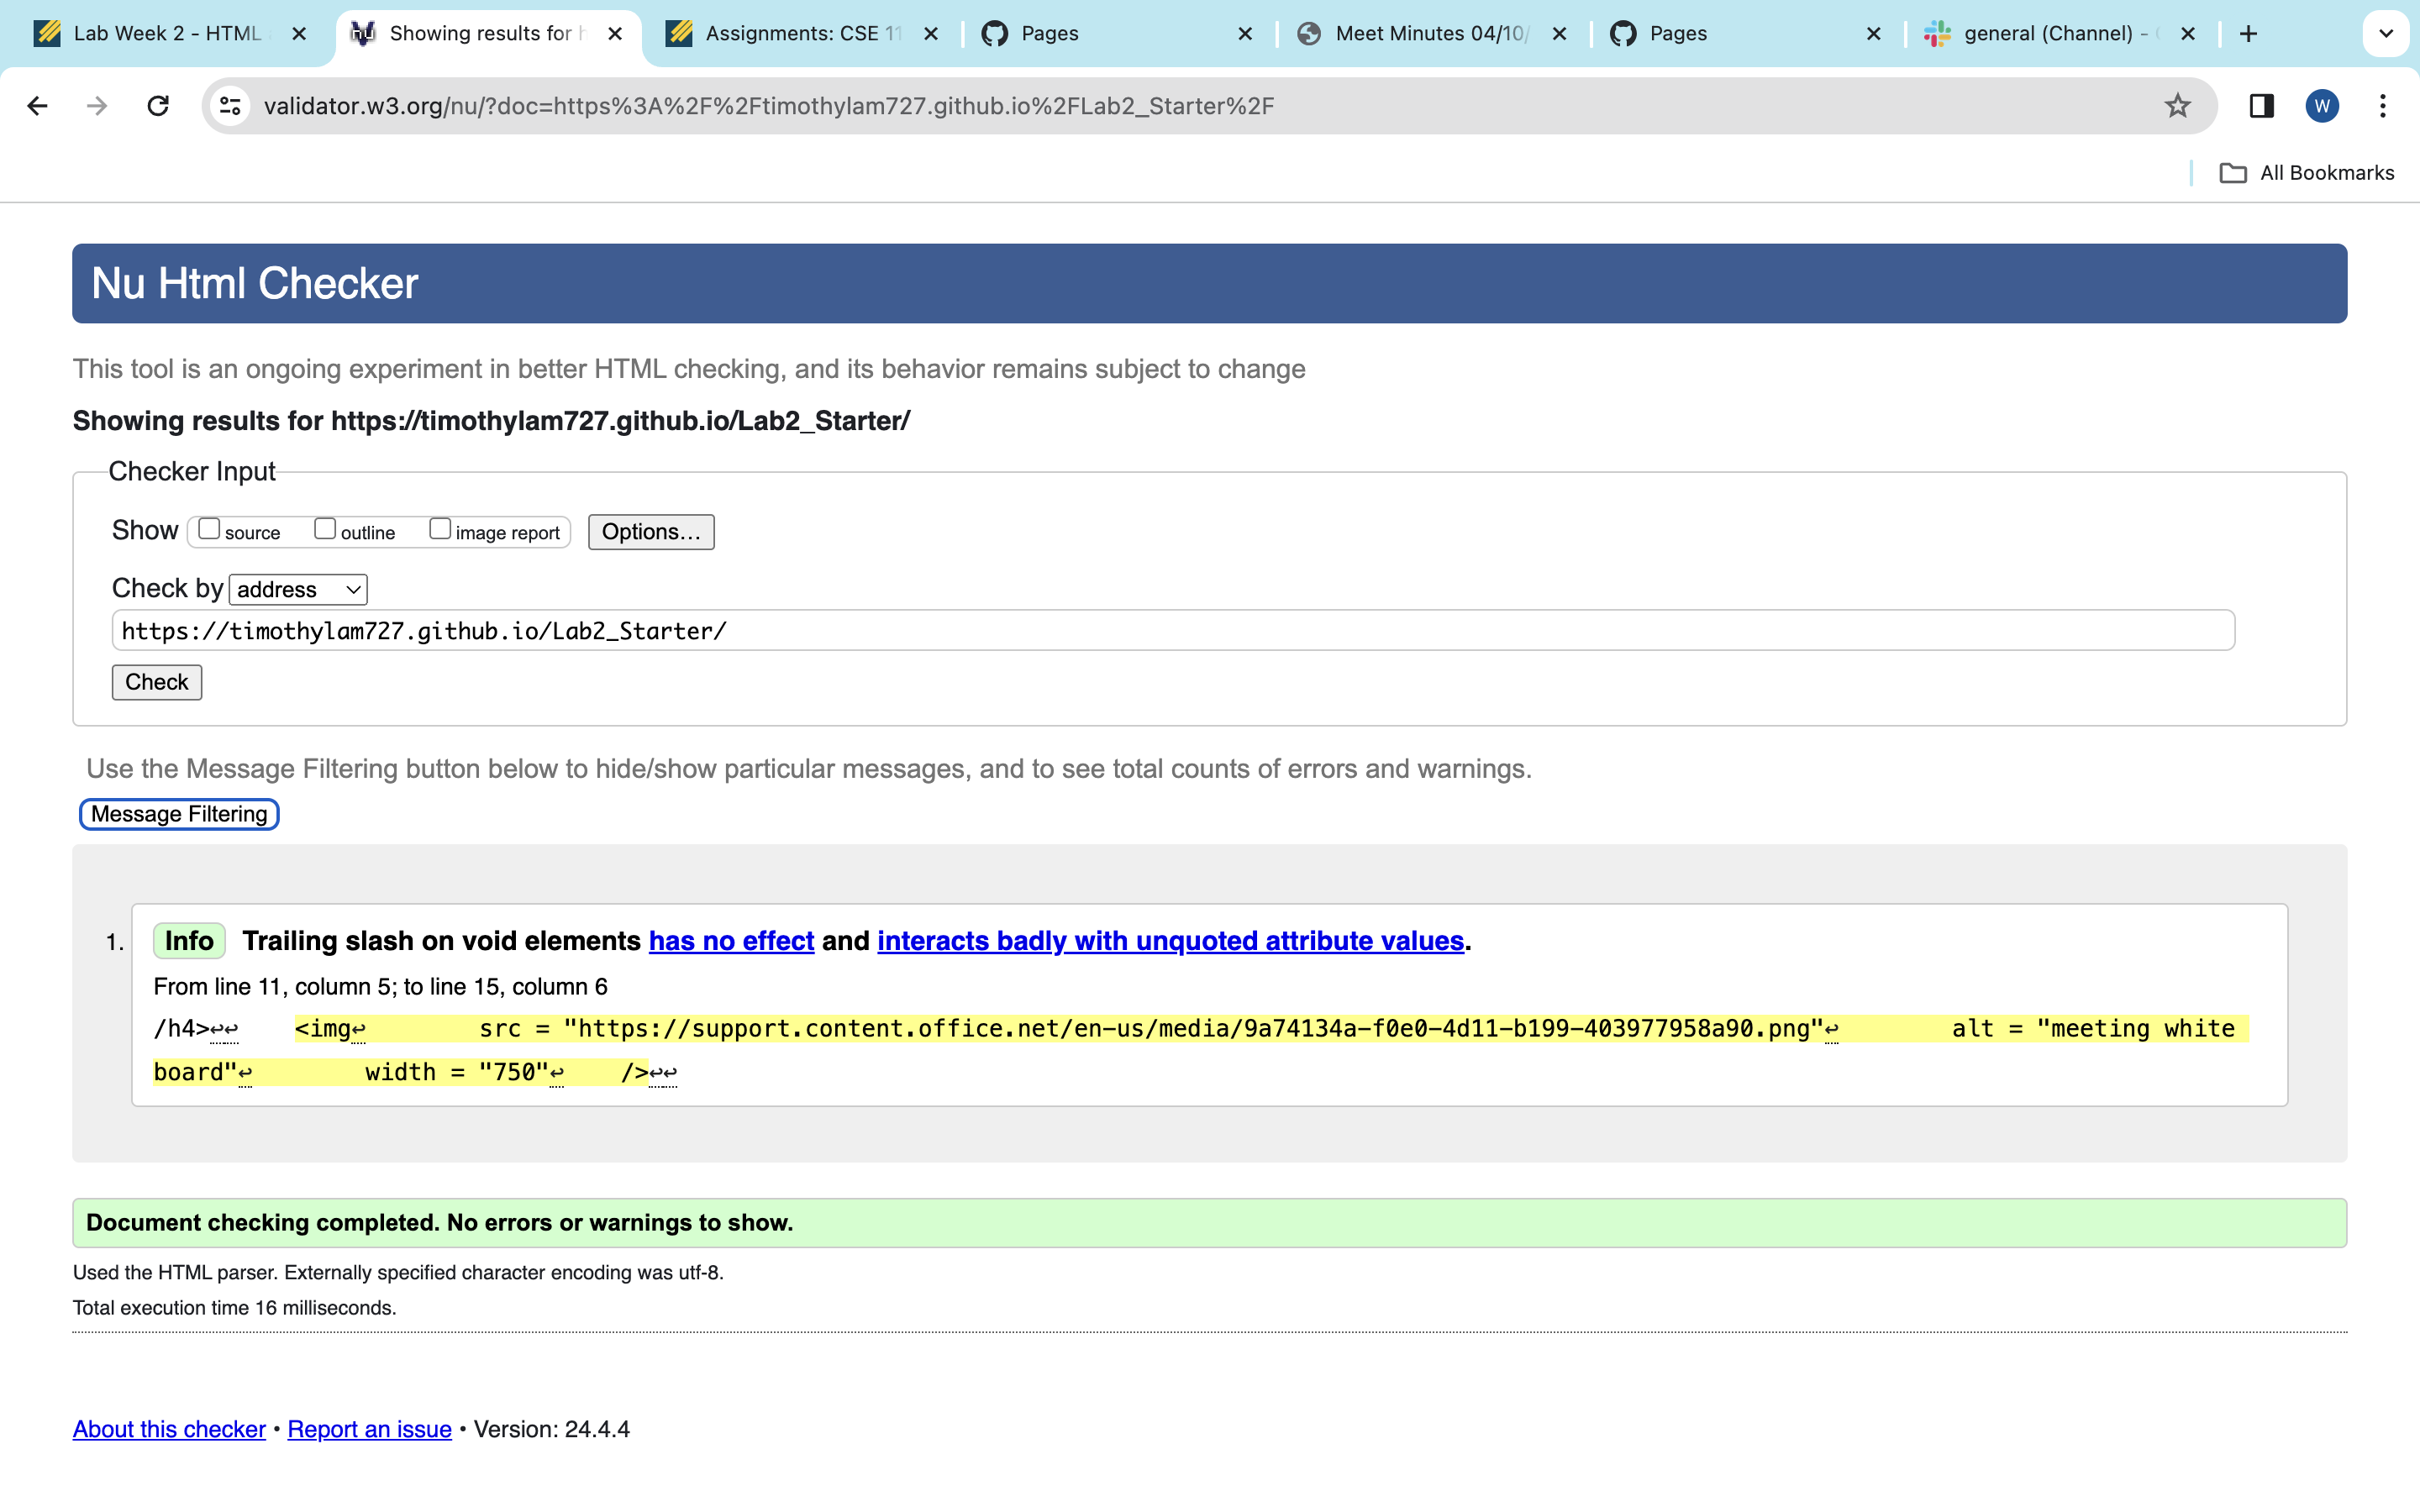 Lab Week 2 - HTML
Showing results for h
Assignments: CSE 11
Pages
Meet Minutes 04/10/
Pages
general (Channel) -
validator.w3.org/nu/?doc=https%3A%2F%2Ftimothylam727.github.io%2FLab2_Starter%2F
W
All Bookmarks
Nu Html Checker
This tool is an ongoing experiment in better HTML checking, and its behavior remains subject to change
Showing results for https://timothylam727.github.io/Lab2_Starter/
Checker Input
Show source outline image report Options…
Check by address
https://timothylam727.github.io/Lab2_Starter/
Check
Use the Message Filtering button below to hide/show particular messages, and to see total counts of errors and warnings.
Message Filtering
1. Info Trailing slash on void elements has no effect and interacts badly with unquoted attribute values.
From line 11, column 5; to line 15, column 6
/h4>↩↩    <img↩        src = "https://support.content.office.net/en-us/media/9a74134a-f0e0-4d11-b199-403977958a90.png"↩        alt = "meeting white
board"↩        width = "750"↩    />↩↩
Document checking completed. No errors or warnings to show.
Used the HTML parser. Externally specified character encoding was utf-8.
Total execution time 16 milliseconds.
About this checker • Report an issue • Version: 24.4.4